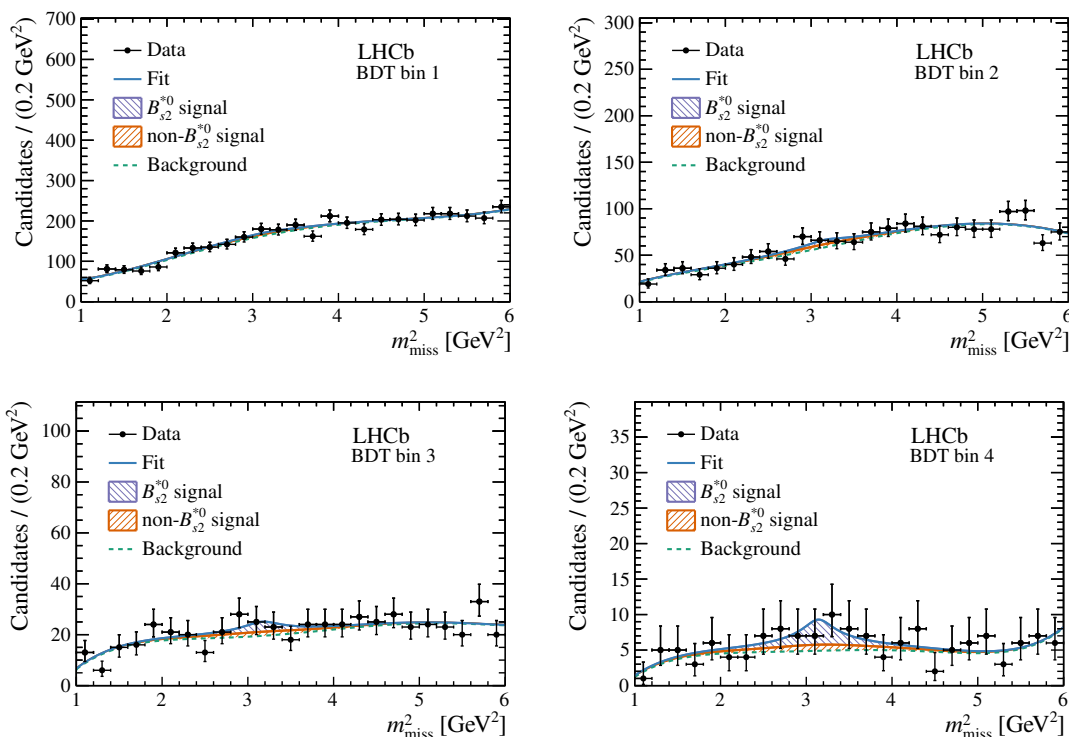 Candidates / (0.2 GeV²)
700
600
500
400
300
200
100
0
Data
Fit
B*⁰ₛ₂ signal
non-B*⁰ₛ₂ signal
Background
LHCb
BDT bin 1
1 2 3 4 5 6
m²miss [GeV²]
Candidates / (0.2 GeV²)
300
250
200
150
100
50
0
Data
Fit
B*⁰ₛ₂ signal
non-B*⁰ₛ₂ signal
Background
LHCb
BDT bin 2
1 2 3 4 5 6
m²miss [GeV²]
Candidates / (0.2 GeV²)
100
80
60
40
20
0
Data
Fit
B*⁰ₛ₂ signal
non-B*⁰ₛ₂ signal
Background
LHCb
BDT bin 3
1 2 3 4 5 6
m²miss [GeV²]
Candidates / (0.2 GeV²)
35
30
25
20
15
10
5
0
Data
Fit
B*⁰ₛ₂ signal
non-B*⁰ₛ₂ signal
Background
LHCb
BDT bin 4
1 2 3 4 5 6
m²miss [GeV²]